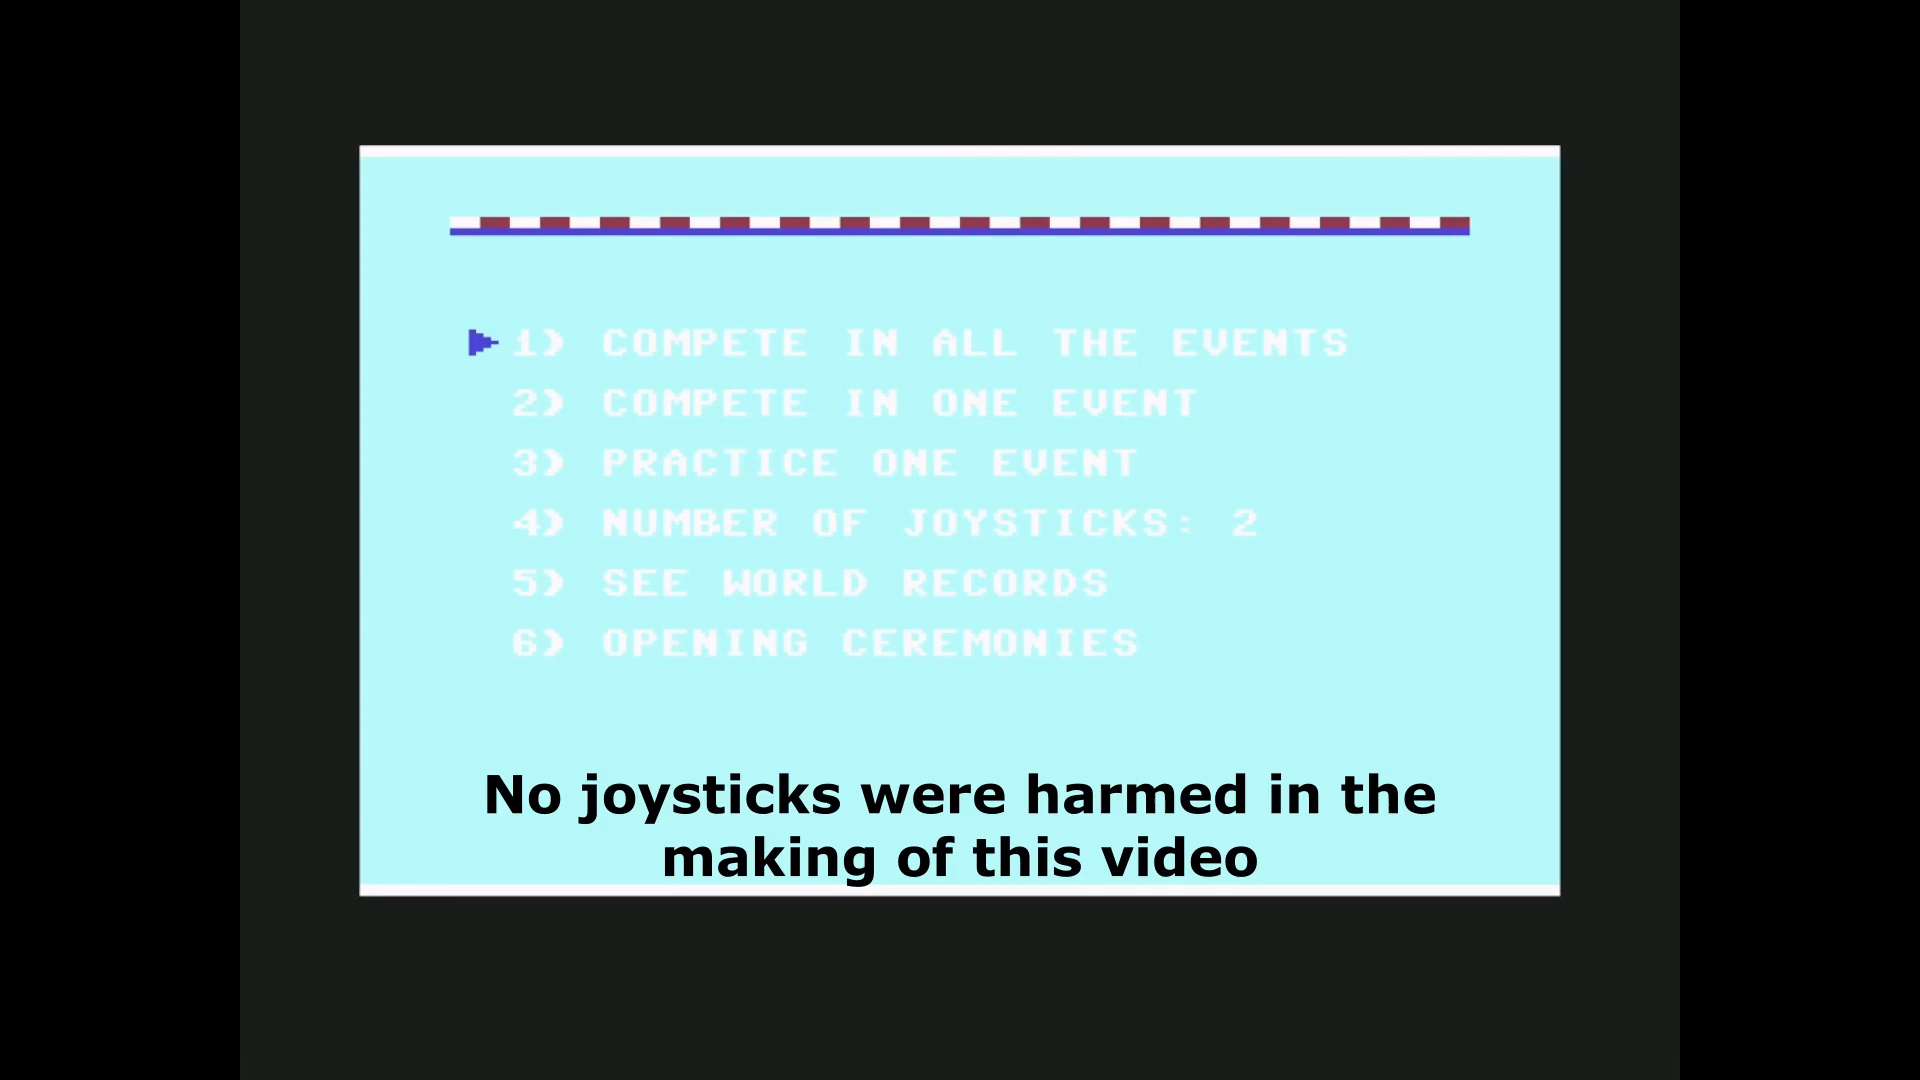 1) COMPETE IN ALL THE EVENTS
2) COMPETE IN ONE EVENT
3) PRACTICE ONE EVENT
4) NUMBER OF JOYSTICKS: 2
5) SEE WORLD RECORDS
6) OPENING CEREMONIES
No joysticks were harmed in the
making of this video